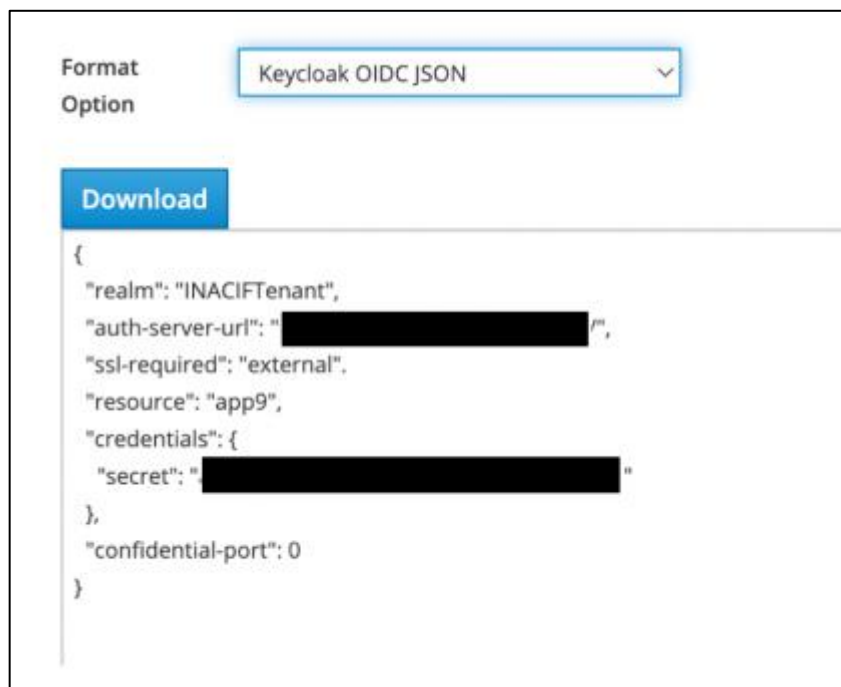 Format
Option
Keycloak OIDC JSON
Download
{
"realm": "INACIFTenant",
"auth-server-url": " /",
"ssl-required": "external".
"resource": "app9",
"credentials": {
"secret": " "
},
"confidential-port": 0
}